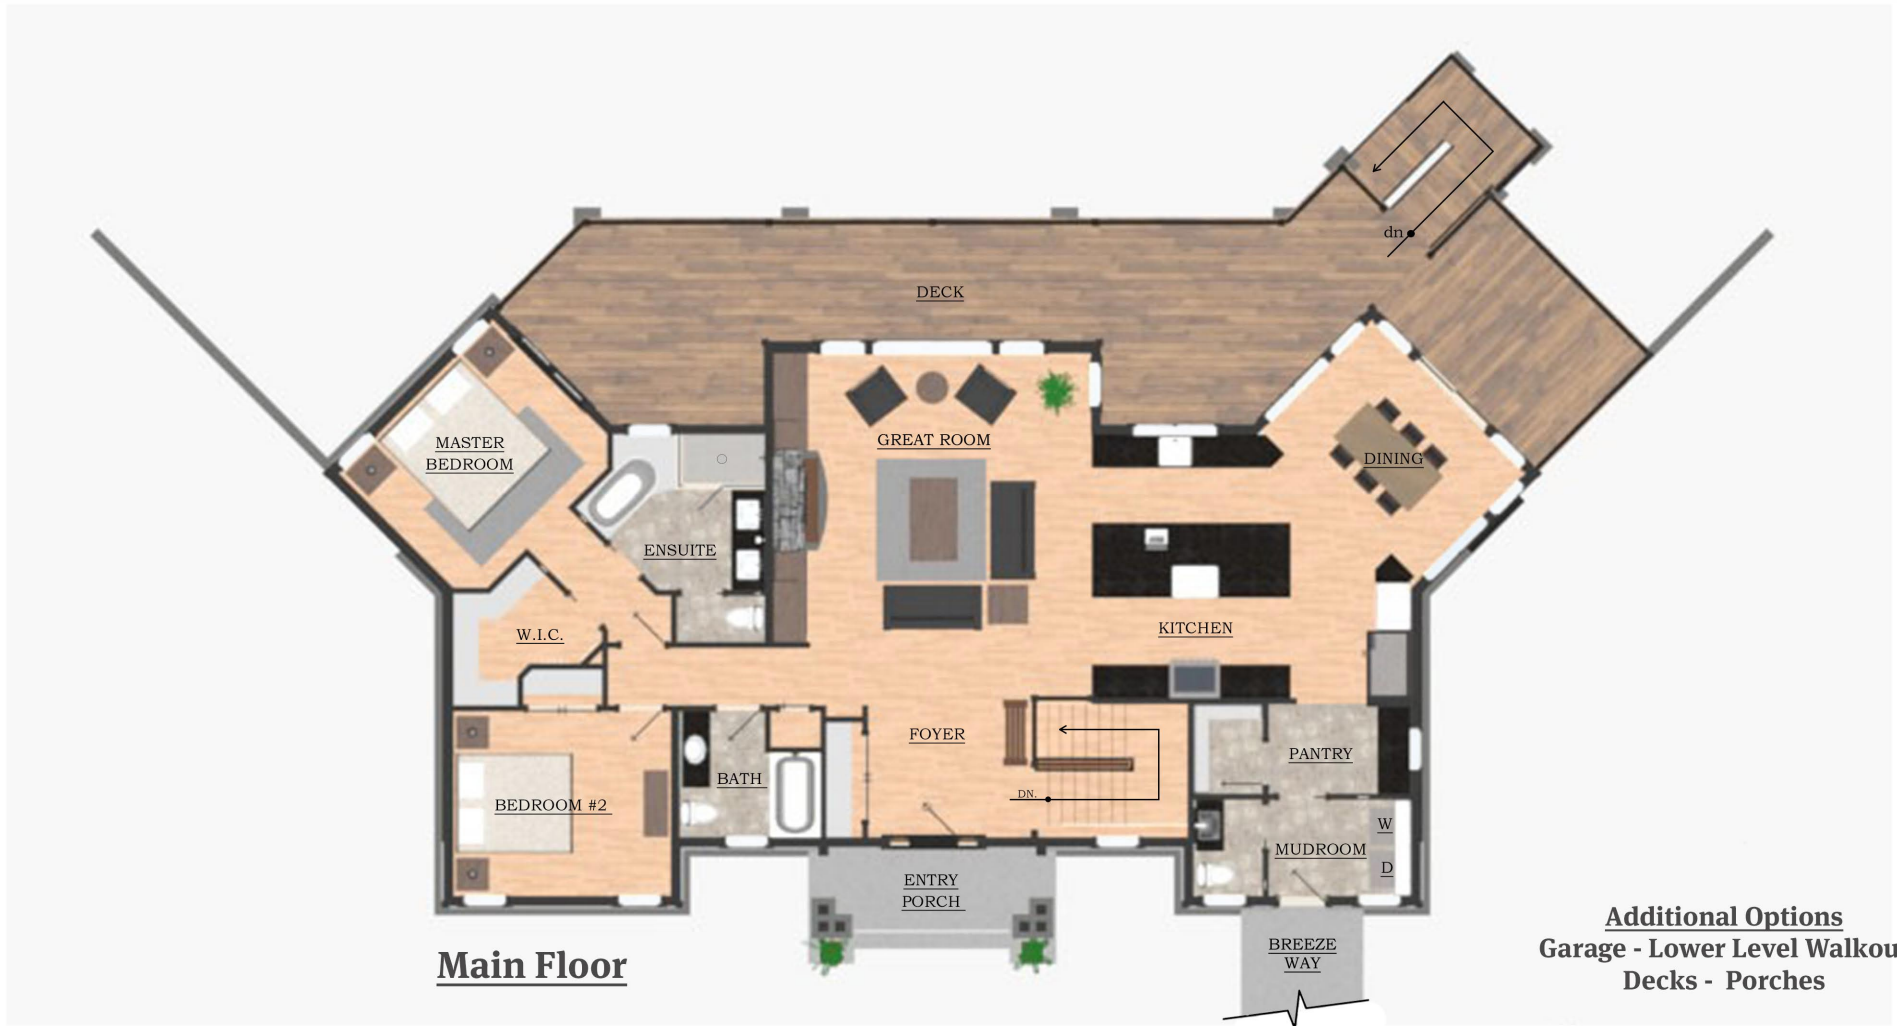 dn
DECK
MASTER
BEDROOM
GREAT ROOM
DINING
ENSUITE
W.I.C.
KITCHEN
FOYER
PANTRY
BATH
DN.
BEDROOM #2
W
MUDROOM
D
ENTRY
PORCH
BREEZE
WAY
Main Floor
Additional Options
Garage - Lower Level Walkou
Decks - Porches